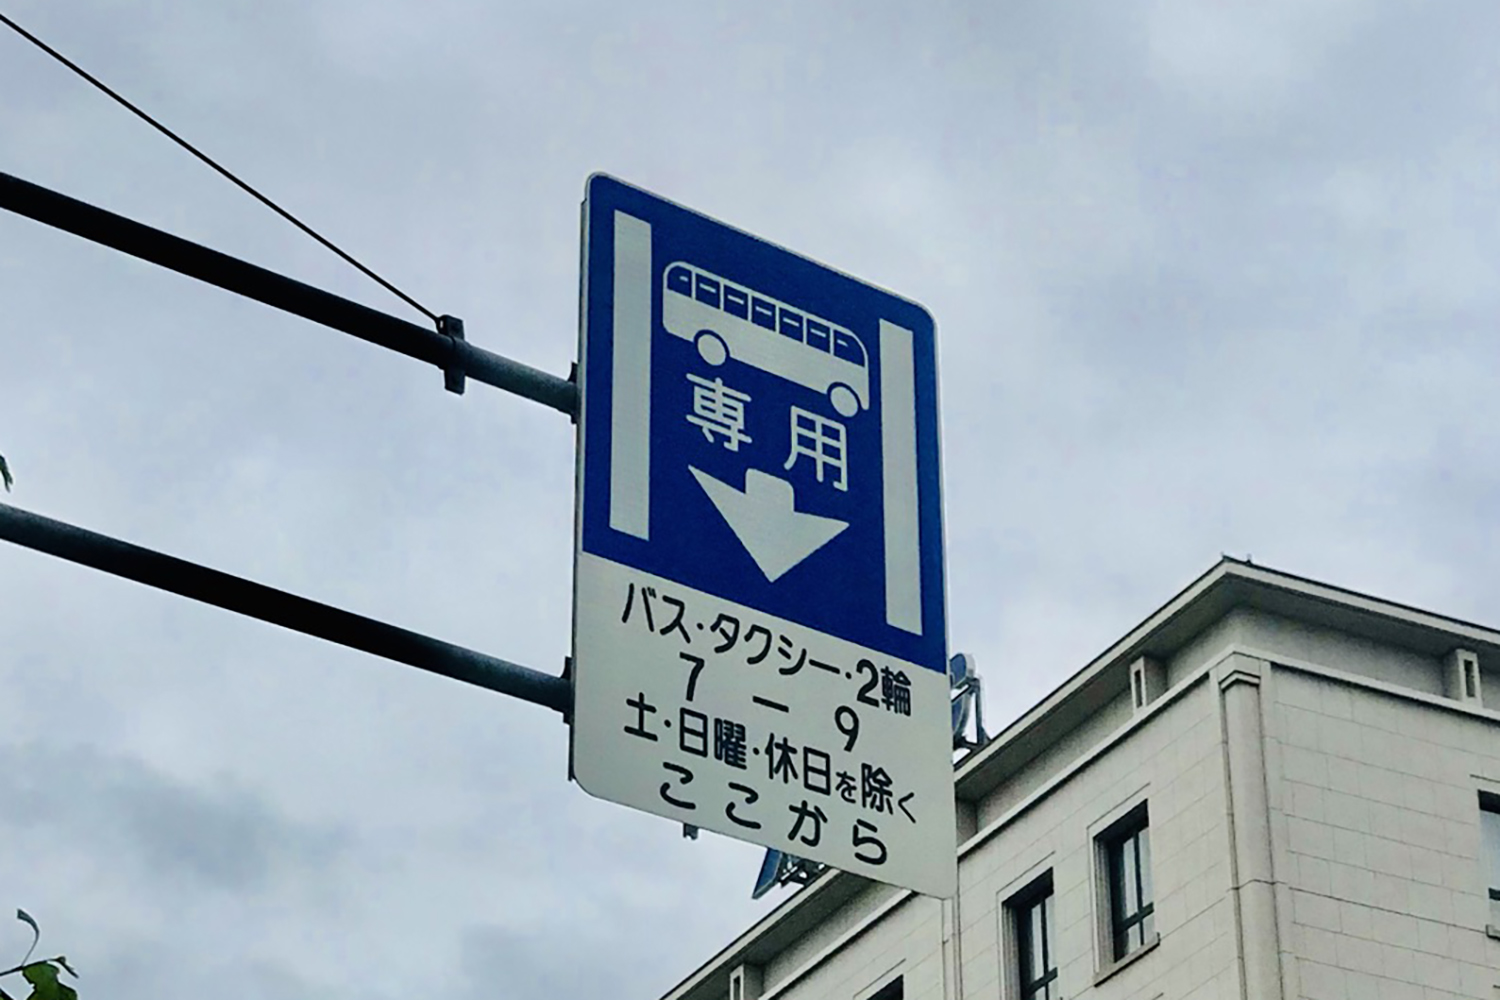 専用
バス・タクシー・2輪
7－9
土・日曜・休日を除く
ここから